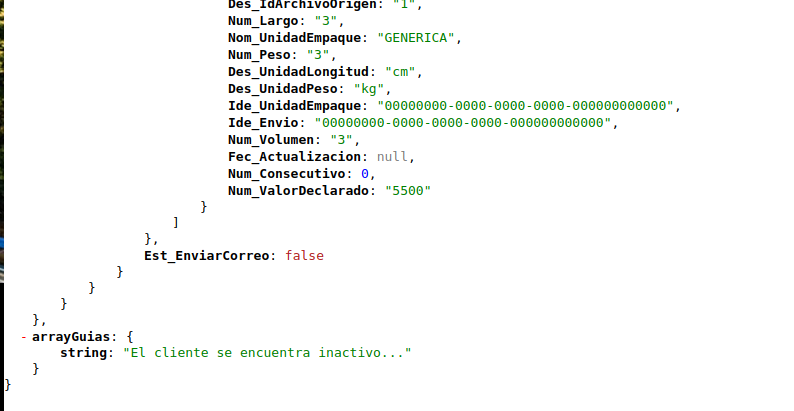 Des_IdArchivoOrigen: "1",
Num_Largo: "3",
Nom_UnidadEmpaque: "GENERICA",
Num_Peso: "3",
Des_UnidadLongitud: "cm",
Des_UnidadPeso: "kg",
Ide_UnidadEmpaque: "00000000-0000-0000-0000-000000000000",
Ide_Envio: "00000000-0000-0000-0000-000000000000",
Num_Volumen: "3",
Fec_Actualizacion: null,
Num_Consecutivo: 0,
Num_ValorDeclarado: "5500"
}
]
},
Est_EnviarCorreo: false
}
}
}
},
- arrayGuias: {
string: "El cliente se encuentra inactivo..."
}
}